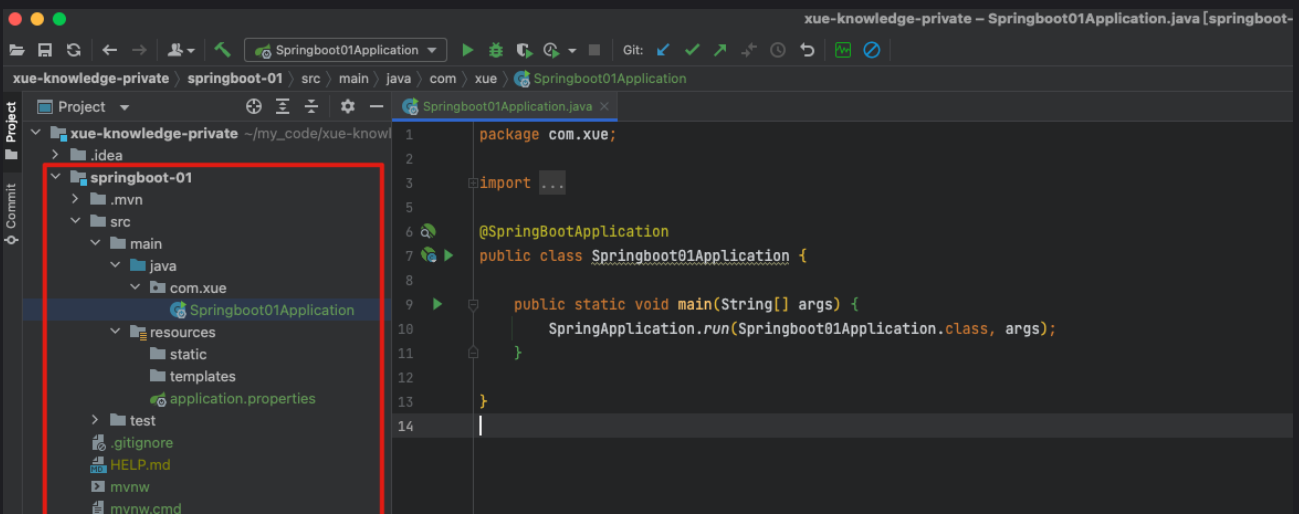 xue-knowledge-private – Springboot01Application.java [springboot-
Springboot01Application
Git:
xue-knowledge-private 〉 springboot-01 〉 src 〉 main 〉 java 〉 com 〉 xue 〉 Springboot01Application
Project
Commit
Project
xue-knowledge-private ~/my_code/xue-knowl
.idea
springboot-01
.mvn
src
main
java
com.xue
Springboot01Application
resources
static
templates
application.properties
test
.gitignore
HELP.md
mvnw
mvnw.cmd
Springboot01Application.java
1 package com.xue;
2
3 import ...
5
6 @SpringBootApplication
7 public class Springboot01Application {
8
9 public static void main(String[] args) {
10 SpringApplication.run(Springboot01Application.class, args);
11 }
12
13 }
14